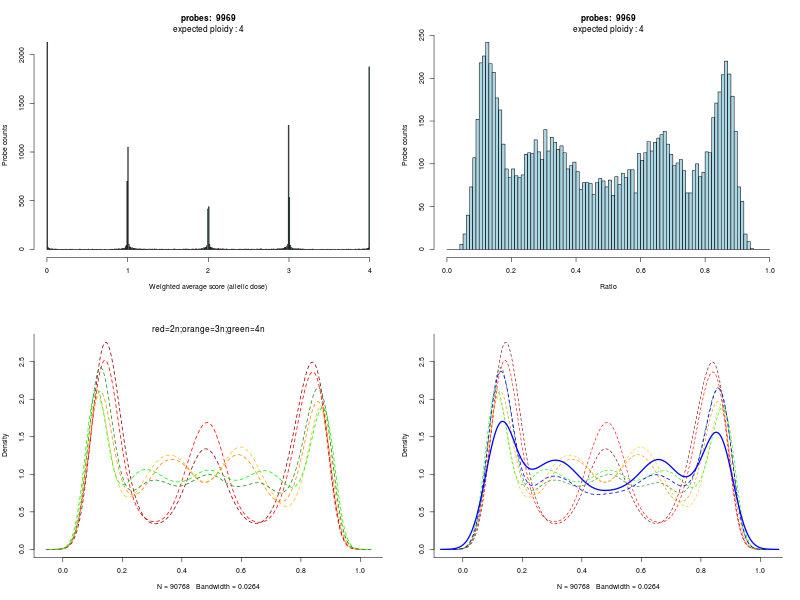 probes: 9969
expected ploidy : 4
Probe counts
2000
1500
1000
500
0
0 1 2 3 4
Weighted average score (allelic dose)
probes: 9969
expected ploidy : 4
Probe counts
250
200
150
100
50
0
0.0 0.2 0.4 0.6 0.8 1.0
Ratio
red=2n;orange=3n;green=4n
Density
2.5
2.0
1.5
1.0
0.5
0.0
0.0 0.2 0.4 0.6 0.8 1.0
N = 90768 Bandwidth = 0.0264
Density
2.5
2.0
1.5
1.0
0.5
0.0
0.0 0.2 0.4 0.6 0.8 1.0
N = 90768 Bandwidth = 0.0264